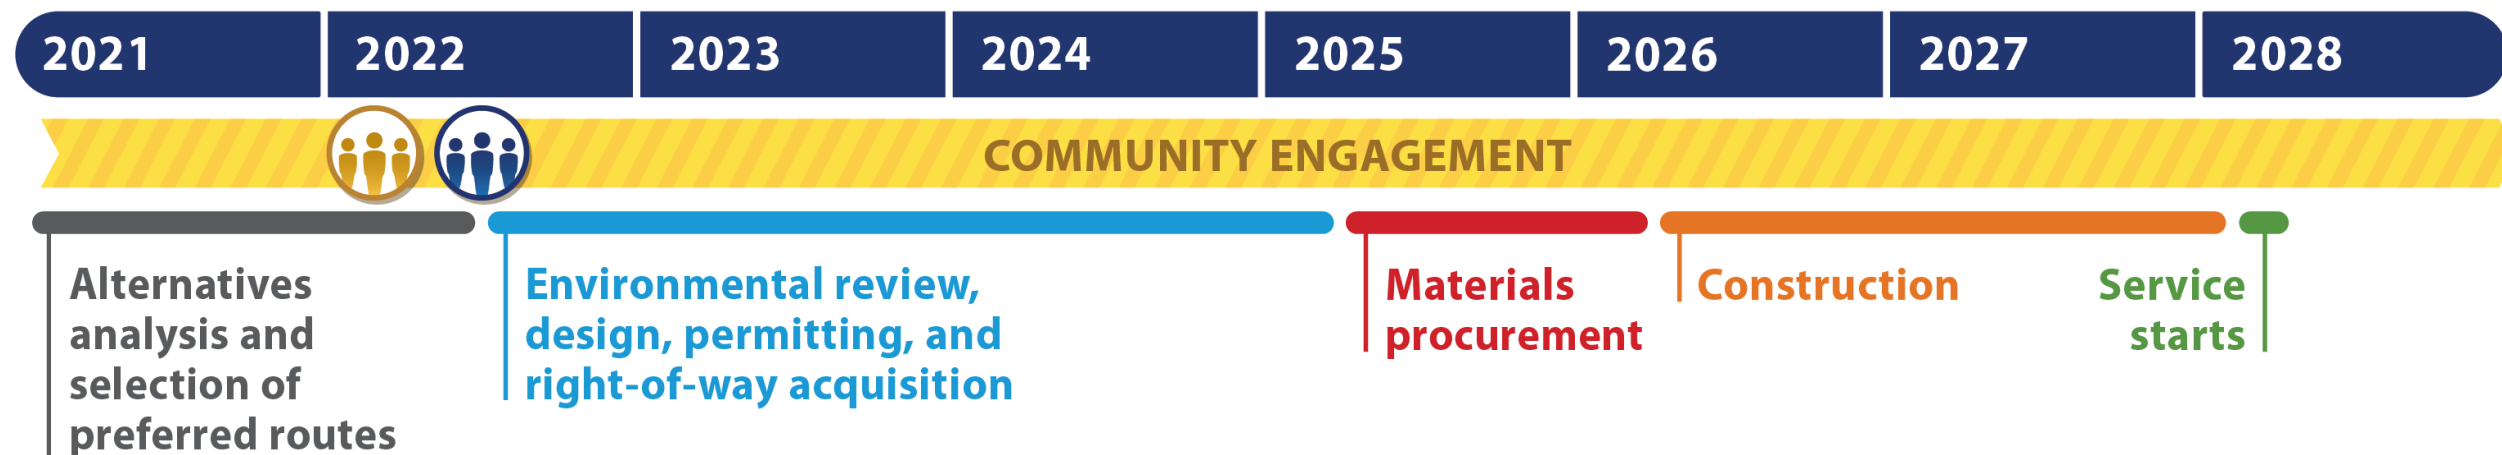 2021 2022 2023 2024 2025 2026 2027 2028
COMMUNITY ENGAGEMENT
Alternatives
analysis and
selection of
preferred routes
Environmental review,
design, permitting, and
right-of-way acquisition
Materials
procurement
Construction
Service
starts